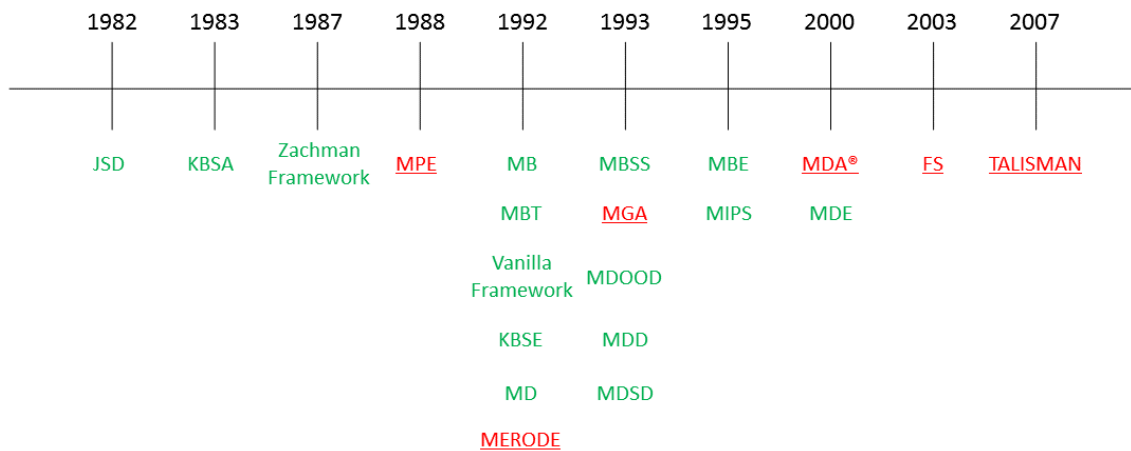 1982 1983 1987 1988 1992 1993 1995 2000 2003 2007
JSD KBSA Zachman MPE MB MBSS MBE MDA® FS TALISMAN
Framework
MBT MGA MIPS MDE
Vanilla MDOOD
Framework
KBSE MDD
MD MDSD
MERODE